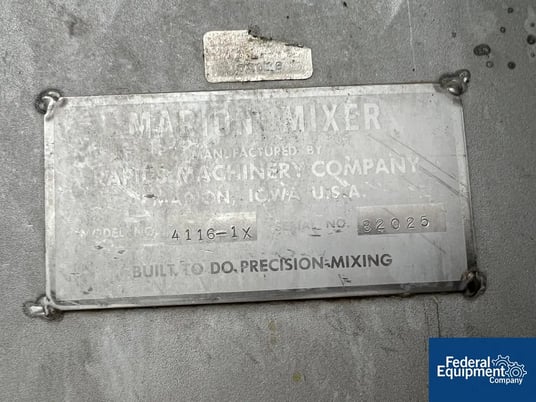 MARION MIXER
MANUFACTURED BY
RAPIDS MACHINERY COMPANY
MARION, IOWA U.S.A.
MODEL NO. 4116-1X SERIAL NO. 82025
BUILT TO DO PRECISION-MIXING
Federal
Equipment
Company